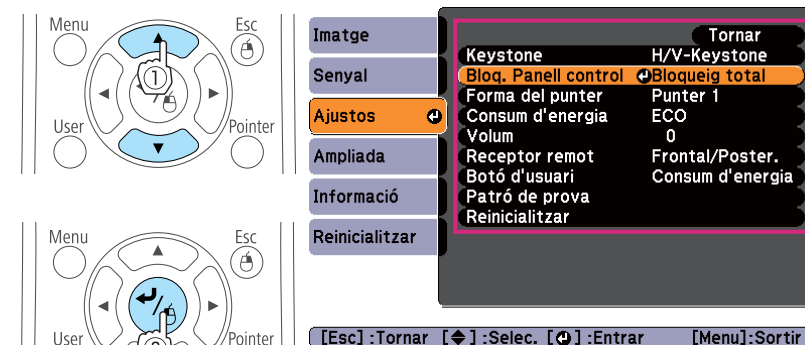 Menu
Esc
①
User
Pointer
Menu
Esc
User
Pointer
Imatge
Senyal
Ajustos
Ampliada
Informació
Reinicialitzar
Tornar
Keystone H/V-Keystone
Bloq. Panell control Bloqueig total
Forma del punter Punter 1
Consum d'energia ECO
Volum 0
Receptor remot Frontal/Poster.
Botó d'usuari Consum d'energia
Patró de prova
Reinicialitzar
[Esc] :Tornar [◆] :Selec. [⏎] :Entrar [Menu]:Sortir